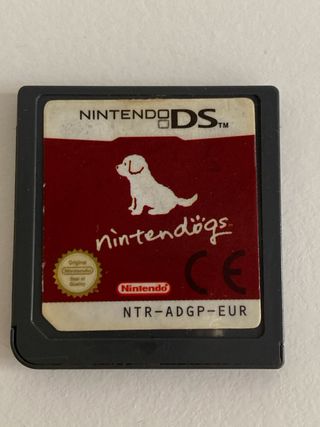 NINTENDO DS™
nintendogs
Original
Nintendo
Seal of
Quality
Nintendo
CE
NTR-ADGP-EUR